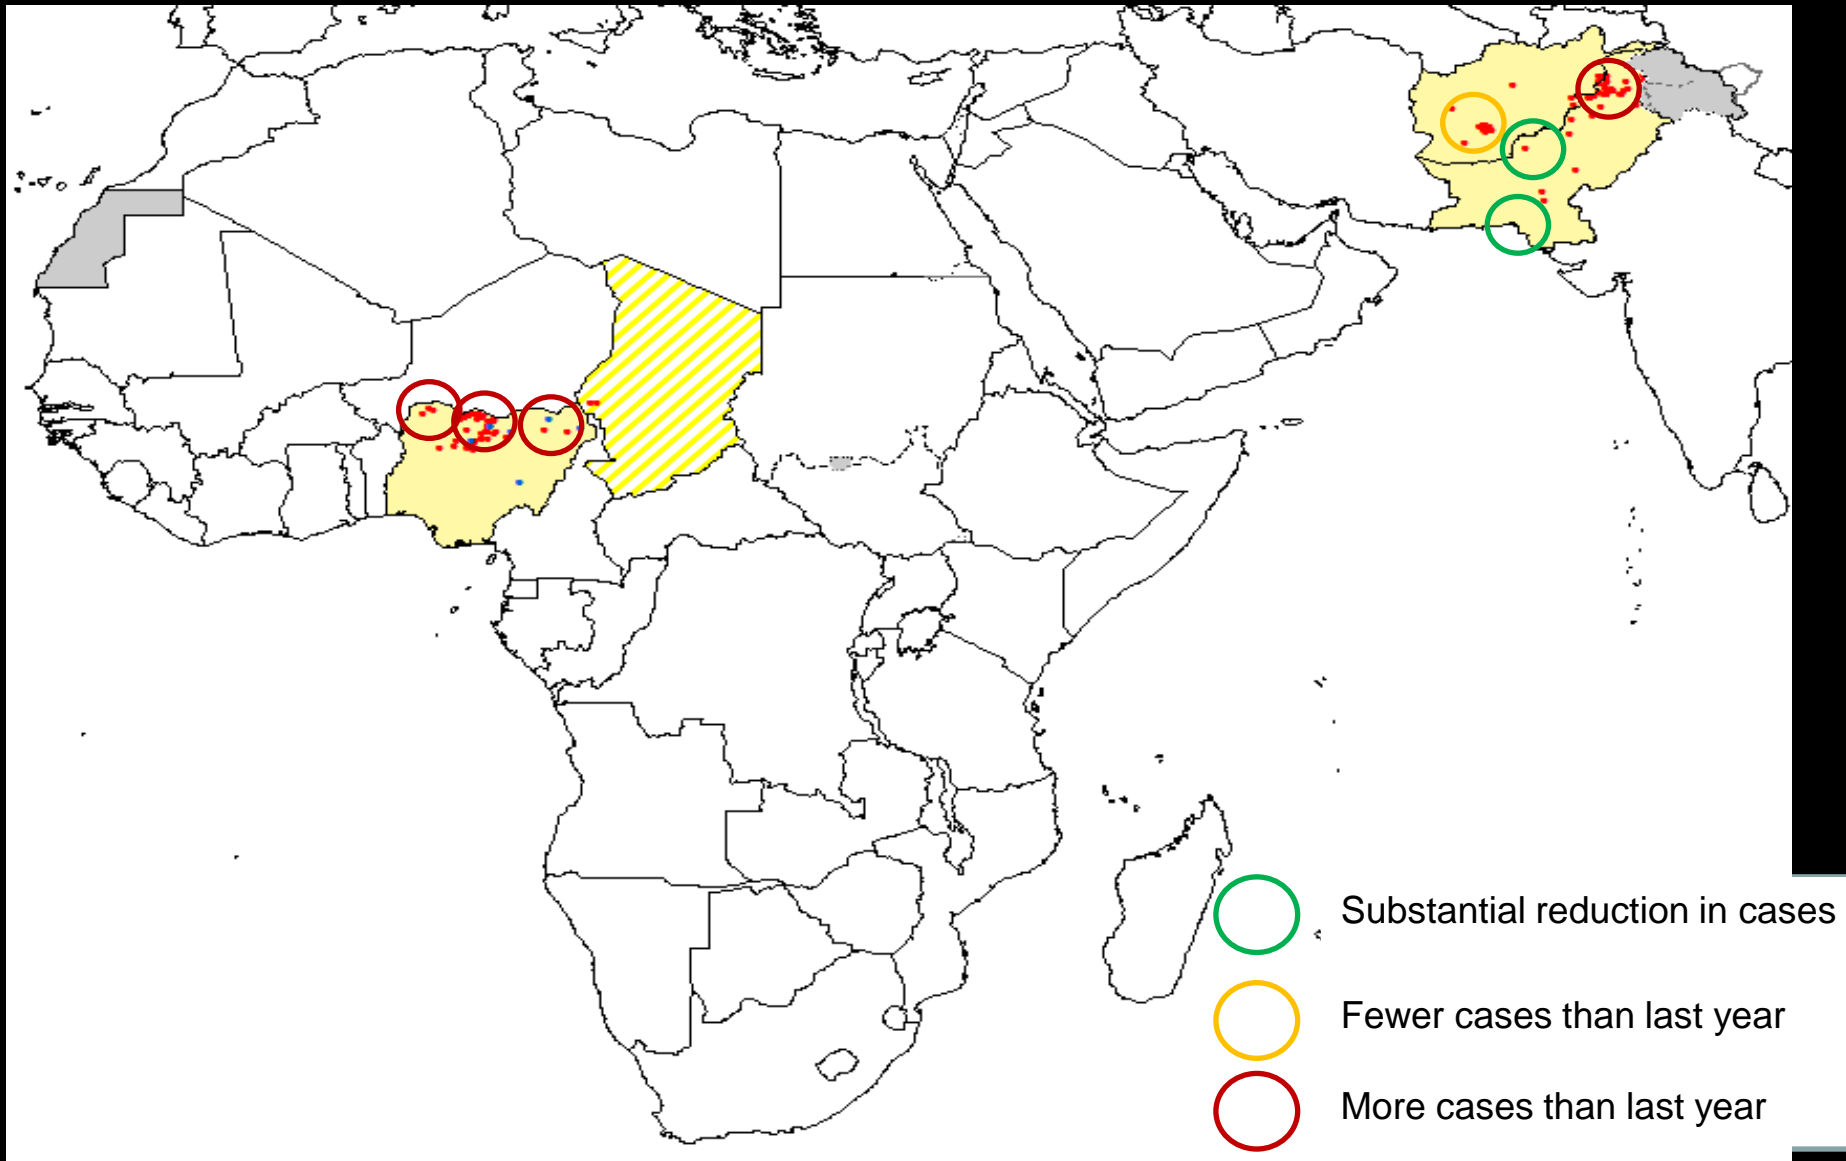 Substantial reduction in cases
Fewer cases than last year
More cases than last year